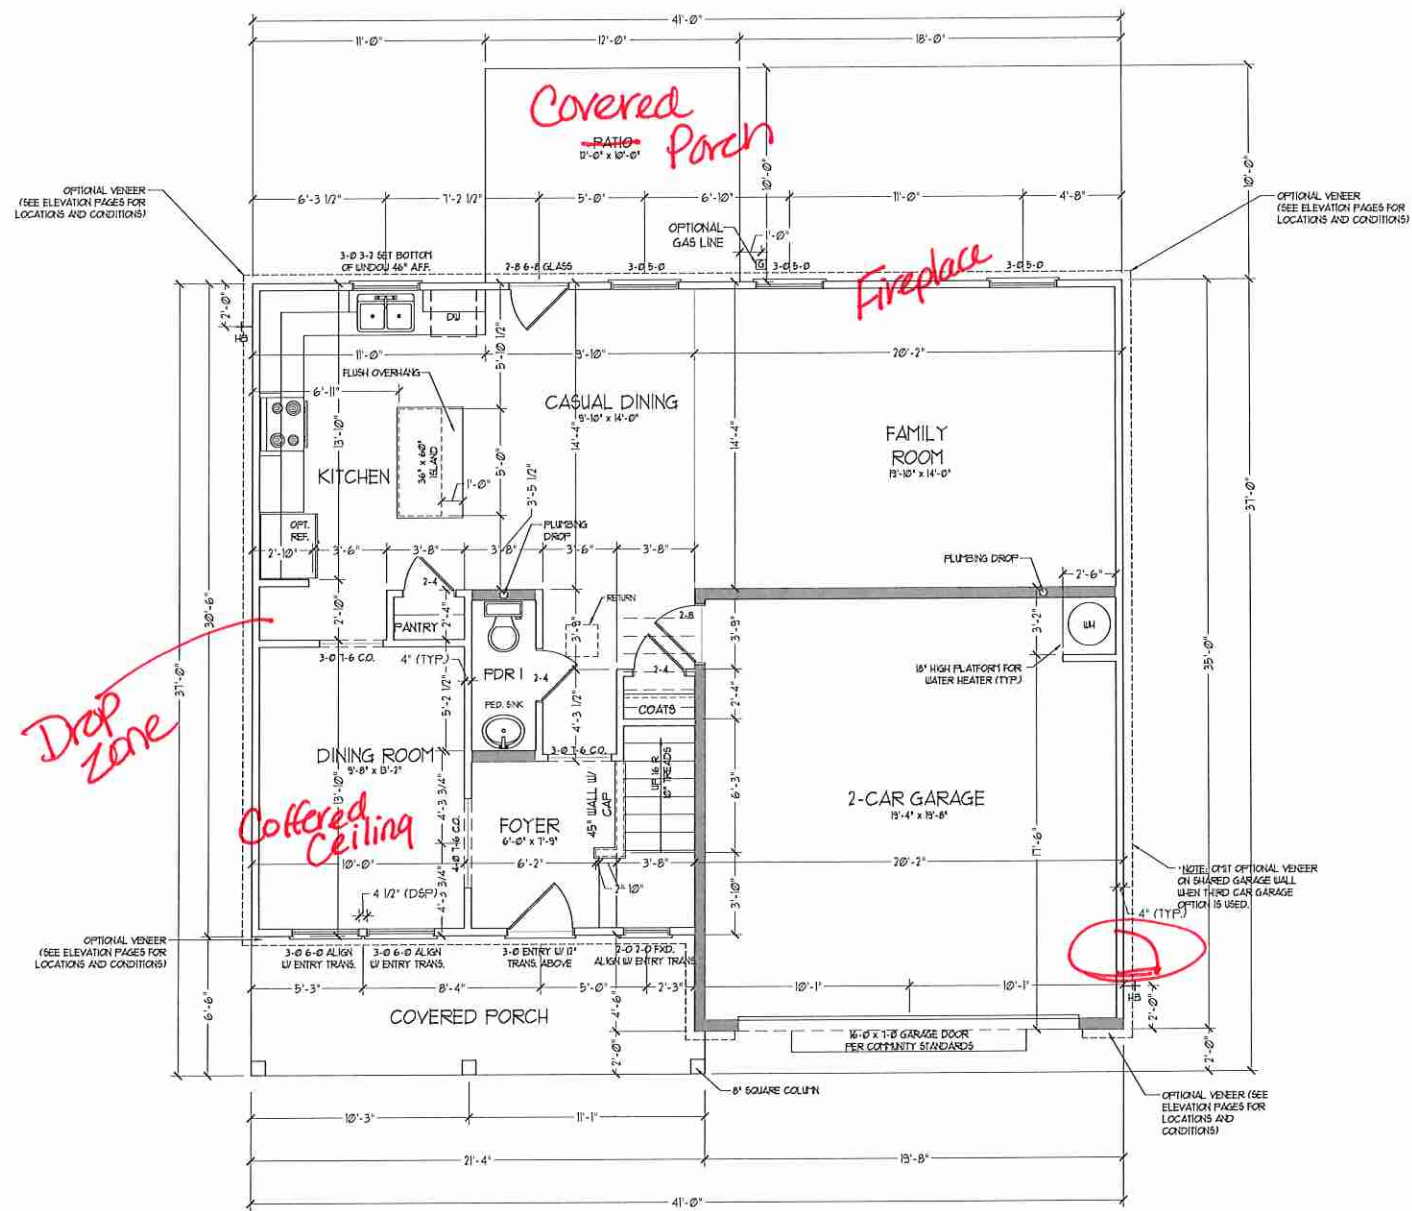 41'-0"
11'-0"
12'-0"
18'-0"
Covered
Porch
PATIO
12'-0" x 10'-0"
10'-0"
10'-0"
OPTIONAL VENEER
(SEE ELEVATION PAGES FOR
LOCATIONS AND CONDITIONS)
6'-3 1/2"
7'-2 1/2"
5'-0"
6'-10"
11'-0"
4'-8"
OPTIONAL VENEER
(SEE ELEVATION PAGES FOR
LOCATIONS AND CONDITIONS)
OPTIONAL
GAS LINE
1'-0"
G
3-0 3-2 SET BOTTOM
OF WINDOW 46" A.F.F.
2-8 6-8 GLASS
3-0 5-0
3-0 5-0
3-0 5-0
Fireplace
2'-0"
HB
DW
11'-0"
9'-10"
20'-2"
5'-10 1/2"
FLUSH OVERHANG
6'-11"
CASUAL DINING
9'-10" x 14'-0"
13'-10"
14'-4"
14'-4"
FAMILY
ROOM
19'-10" x 14'-0"
KITCHEN
36" x 60"
ISLAND
5'-0"
1'-0"
3'-5 1/2"
37'-0"
35'-0"
OPT.
REF.
PLUMBING
DROP
2'-10"
3'-6"
3'-8"
3'-8"
3'-6"
3'-8"
PLUMBING DROP
2'-6"
2-4
RETURN
2-8
30'-6"
37'-0"
2'-10"
PANTRY
2'-4"
3'-9"
3'-9"
3'-2"
WH
3-0 7-6 C.O.
4" (TYP.)
PDR 1
2-4
2-4
18" HIGH PLATFORM FOR
WATER HEATER (TYP.)
Drop
Zone
5'-2 1/2"
PED. SNK
4'-3 1/2"
COATS
2'-4"
3-0 7-6 C.O.
DINING ROOM
9'-8" x 13'-2"
13'-10"
UP 16 R
10" TREADS
6'-3"
4'-3 3/4"
4-0 7-6 C.O.
45" WALL W/
CAP
2-CAR GARAGE
19'-4" x 19'-8"
Coffered
Ceiling
FOYER
6'-0" x 7'-9"
17'-6"
10'-0"
6'-2"
3'-8"
20'-2"
4 1/2" (DSP)
4'-3 3/4"
2" 10"
3'-10"
*NOTE: OMIT OPTIONAL VENEER
ON SHARED GARAGE WALL
WHEN THIRD CAR GARAGE
OPTION IS USED.
4" (TYP.)
OPTIONAL VENEER
(SEE ELEVATION PAGES FOR
LOCATIONS AND CONDITIONS)
3-0 6-0 ALIGN
W/ ENTRY TRANS.
3-0 6-0 ALIGN
W/ ENTRY TRANS.
3-0 ENTRY W/ 12"
TRANS. ABOVE
2-0 2-0 FXD.
ALIGN W/ ENTRY TRANS.
5'-3"
8'-4"
5'-0"
2'-3"
10'-1"
10'-1"
HB
2'-0"
6'-6"
4'-6"
COVERED PORCH
16-0 x 7-0 GARAGE DOOR
PER COMMUNITY STANDARDS
2'-0"
2'-0"
8" SQUARE COLUMN
OPTIONAL VENEER (SEE
ELEVATION PAGES FOR
LOCATIONS AND
CONDITIONS)
10'-3"
11'-1"
21'-4"
19'-8"
41'-0"